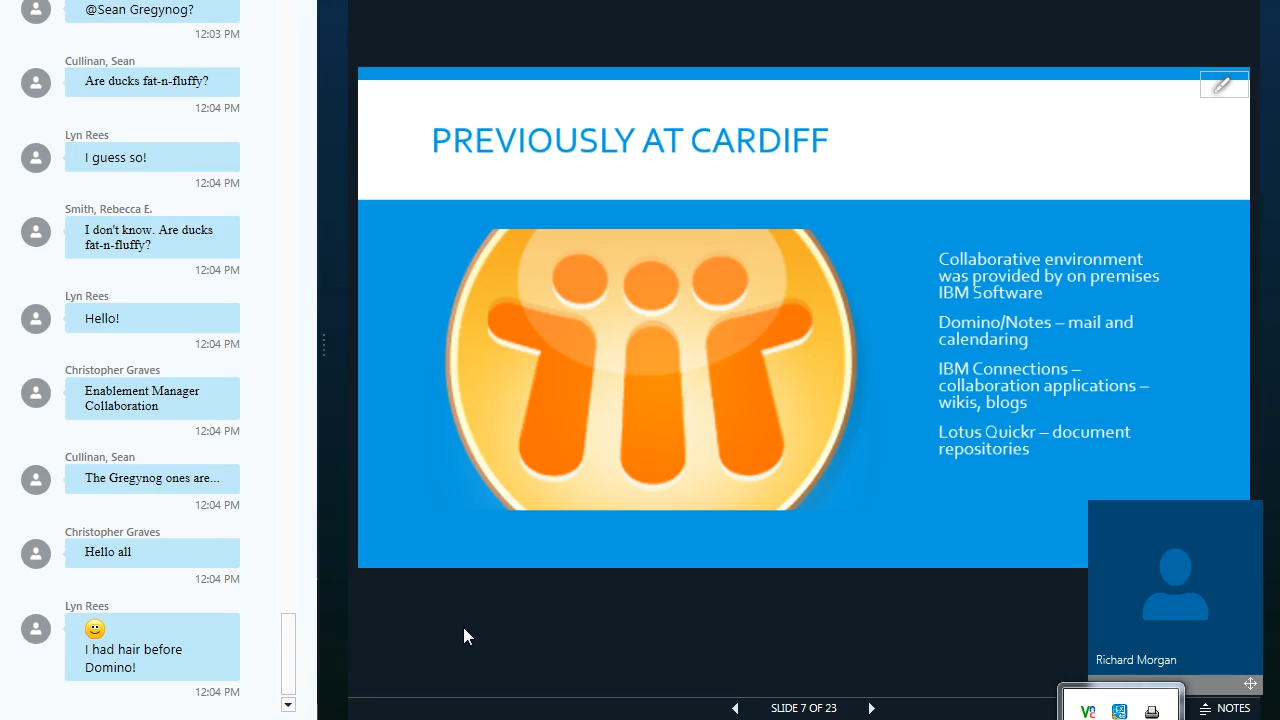 @Sean Gregynog?
12:03 PM
Cullinan, Sean
Are ducks fat-n-fluffy?
12:04 PM
Lyn Rees
I guess so!
12:04 PM
Smith, Rebecca E.
I don't know. Are ducks
fat-n-fluffy?
12:04 PM
Lyn Rees
Hello!
12:04 PM
Christopher Graves
Enablement Manager
Collaboration
12:04 PM
Cullinan, Sean
The Gregynog ones are...
12:04 PM
Christopher Graves
Hello all
12:04 PM
Lyn Rees
I had hair before
Domino!
12:04 PM
PREVIOUSLY AT CARDIFF
Collaborative environment
was provided by on premises
IBM Software
Domino/Notes – mail and
calendaring
IBM Connections –
collaboration applications –
wikis, blogs
Lotus Quickr – document
repositories
Richard Morgan
SLIDE 7 OF 23
NOTES